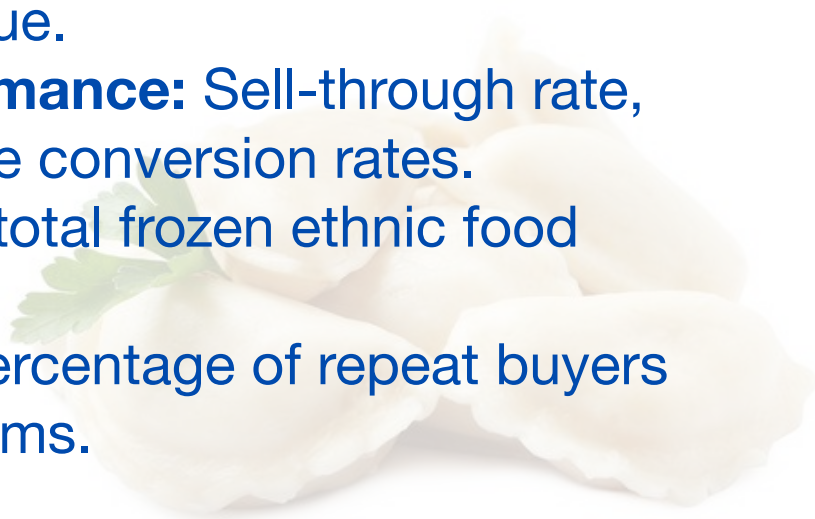 ue.
mance: Sell-through rate,
e conversion rates.
total frozen ethnic food
ercentage of repeat buyers
ms.